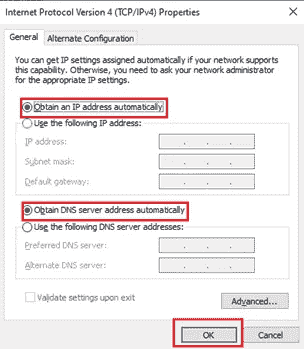 Internet Protocol Version 4 (TCP/IPv4) Properties
General
Alternate Configuration
You can get IP settings assigned automatically if your network supports
this capability. Otherwise, you need to ask your network administrator
for the appropriate IP settings.
Obtain an IP address automatically
Use the following IP address:
IP address:
Subnet mask:
Default gateway:
Obtain DNS server address automatically
Use the following DNS server addresses:
Preferred DNS server:
Alternate DNS server:
Validate settings upon exit
Advanced...
OK
Cancel